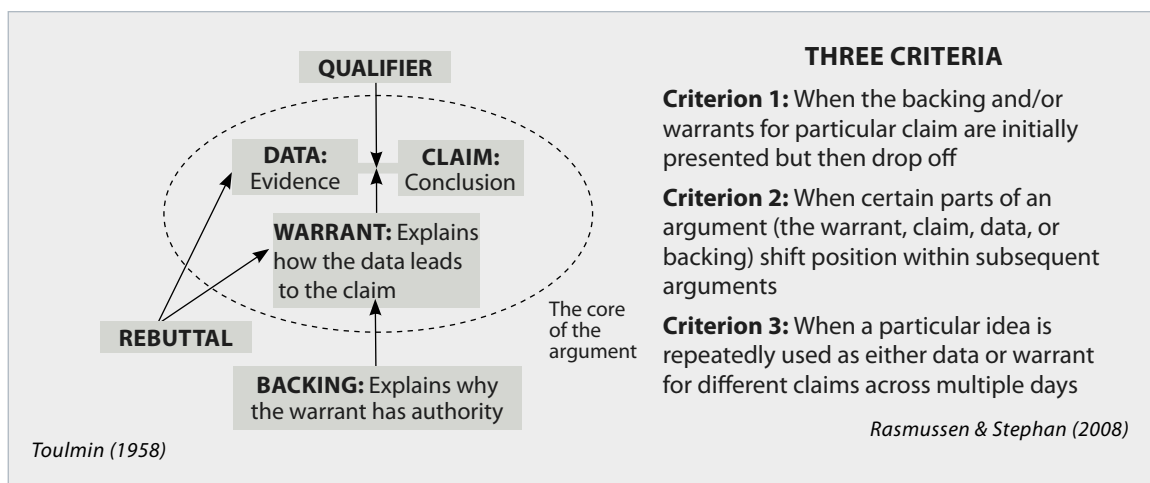 QUALIFIER
DATA:
Evidence
CLAIM:
Conclusion
WARRANT: Explains
how the data leads
to the claim
REBUTTAL
The core
of the
argument
BACKING: Explains why
the warrant has authority
Toulmin (1958)
THREE CRITERIA
Criterion 1: When the backing and/or
warrants for particular claim are initially
presented but then drop off
Criterion 2: When certain parts of an
argument (the warrant, claim, data, or
backing) shift position within subsequent
arguments
Criterion 3: When a particular idea is
repeatedly used as either data or warrant
for different claims across multiple days
Rasmussen & Stephan (2008)